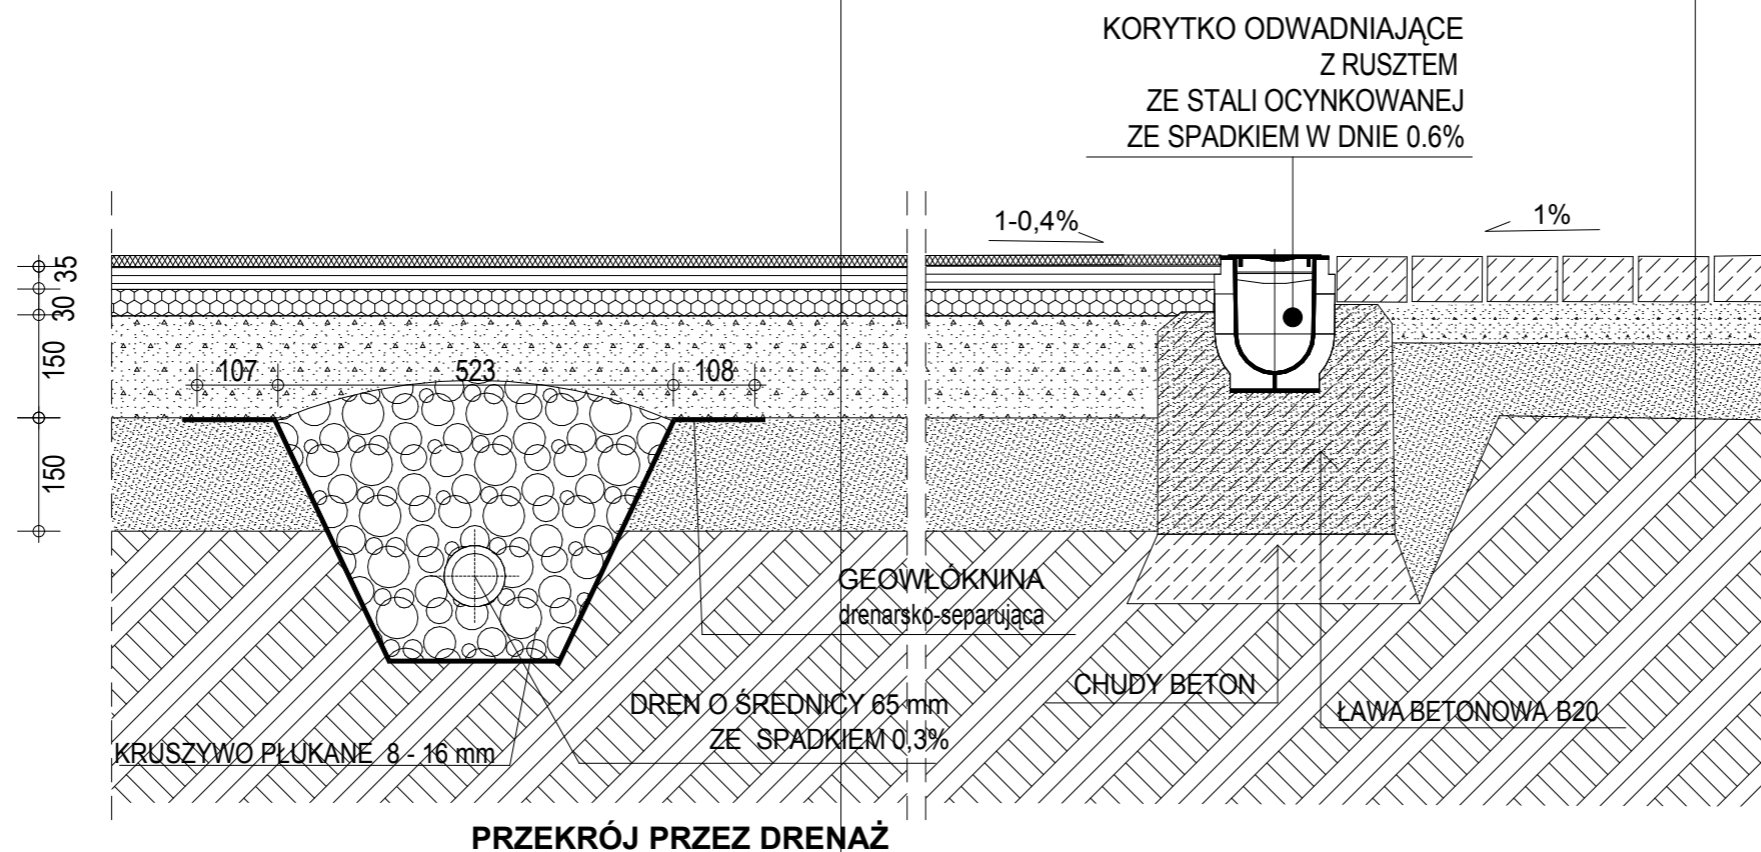 KORYTKO ODWADNIAJĄCE
Z RUSZTEM
ZE STALI OCYNKOWANEJ
ZE SPADKIEM W DNIE 0.6%
1-0,4%
1%
35
30
150
150
107
523
108
GEOWŁÓKNINA
drenarsko-separująca
CHUDY BETON
ŁAWA BETONOWA B20
DREN O ŚREDNICY 65 mm
ZE SPADKIEM 0,3%
KRUSZYWO PŁUKANE 8 - 16 mm
PRZEKRÓJ PRZEZ DRENAŻ